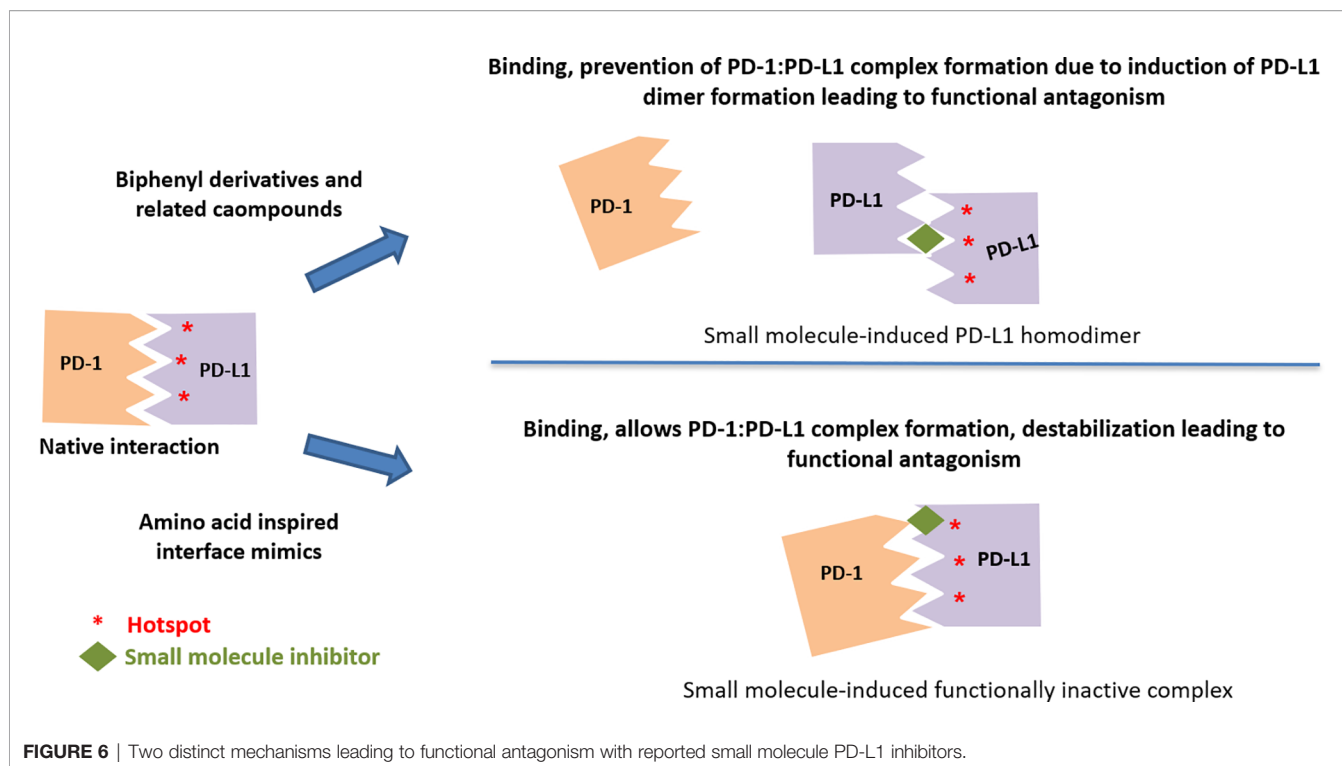 Binding, prevention of PD-1:PD-L1 complex formation due to induction of PD-L1
dimer formation leading to functional antagonism
Biphenyl derivatives and
related caompounds
PD-1
PD-L1
*
*
PD-L1
*
Small molecule-induced PD-L1 homodimer
*
PD-1
*
PD-L1
*
Native interaction
Binding, allows PD-1:PD-L1 complex formation, destabilization leading to
functional antagonism
Amino acid inspired
interface mimics
*
PD-1
*
PD-L1
*
* Hotspot
Small molecule inhibitor
Small molecule-induced functionally inactive complex
FIGURE 6 | Two distinct mechanisms leading to functional antagonism with reported small molecule PD-L1 inhibitors.